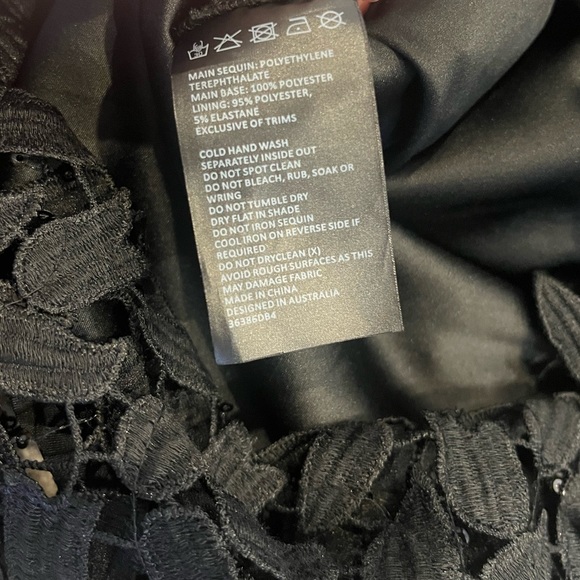 MAIN SEQUIN: POLYETHYLENE
TEREPHTHALATE
MAIN BASE: 100% POLYESTER
LINING: 95% POLYESTER,
5% ELASTANE
EXCLUSIVE OF TRIMS
COLD HAND WASH
SEPARATELY INSIDE OUT
DO NOT SPOT CLEAN
DO NOT BLEACH, RUB, SOAK OR
WRING
DO NOT TUMBLE DRY
DRY FLAT IN SHADE
DO NOT IRON SEQUIN
COOL IRON ON REVERSE SIDE IF
REQUIRED
DO NOT DRYCLEAN (X)
AVOID ROUGH SURFACES AS THIS
MAY DAMAGE FABRIC
MADE IN CHINA
DESIGNED IN AUSTRALIA
36386DB4